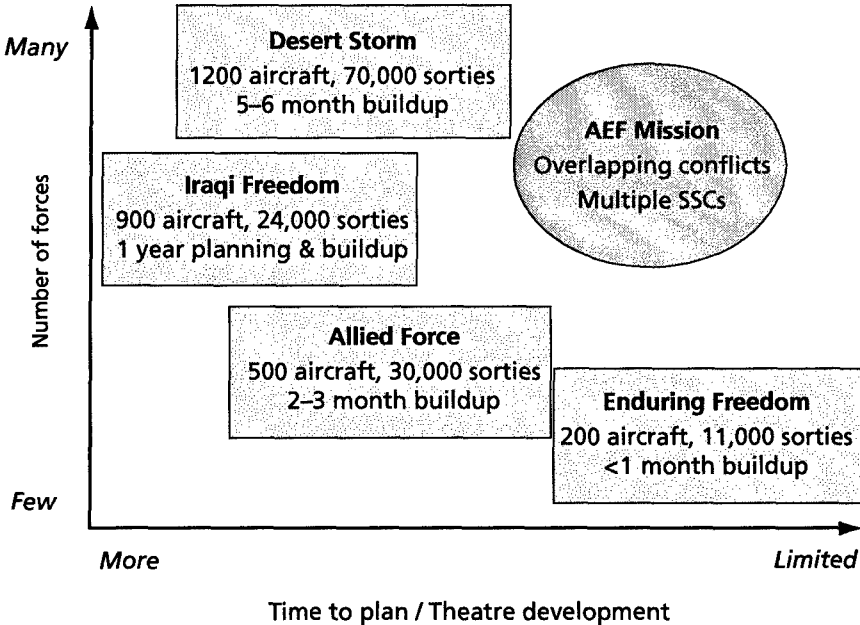 Many
Number of forces
Few
Desert Storm
1200 aircraft, 70,000 sorties
5–6 month buildup
AEF Mission
Overlapping conflicts
Multiple SSCs
Iraqi Freedom
900 aircraft, 24,000 sorties
1 year planning & buildup
Allied Force
500 aircraft, 30,000 sorties
2–3 month buildup
Enduring Freedom
200 aircraft, 11,000 sorties
<1 month buildup
More
Limited
Time to plan / Theatre development